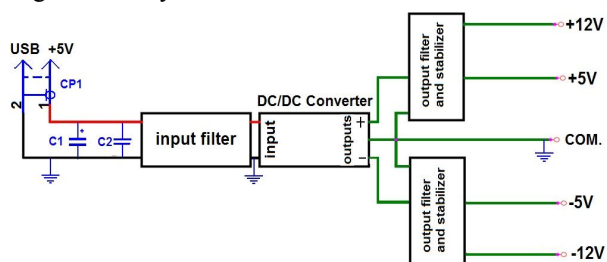 USB +5V
CP1
2
1
C1
+
C2
input filter
DC/DC Converter
input
outputs
+
−
output filter
and stabilizer
output filter
and stabilizer
+12V
+5V
COM.
-5V
-12V